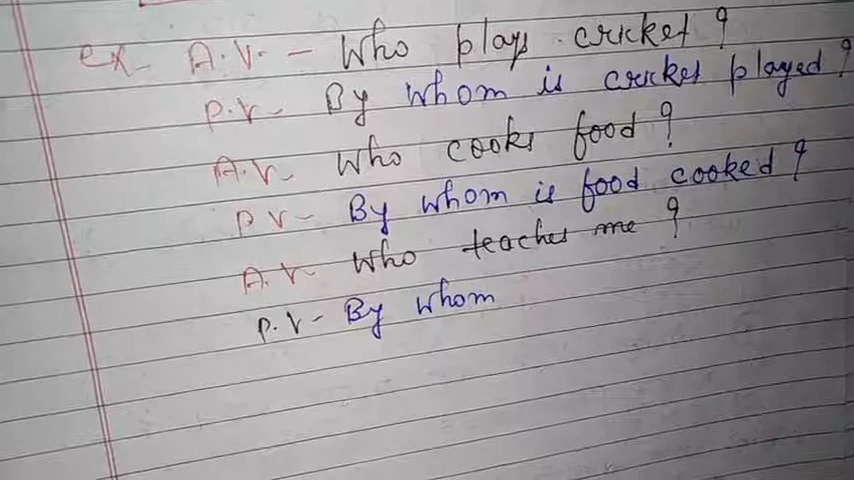 ex- A.V. - Who plays cricket?
P.V- By whom is cricket played?
A.V- Who cooks food?
P V- By whom is food cooked?
A.V- Who teaches me?
P.V- By whom